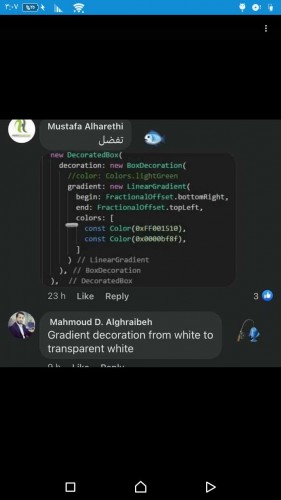 ٣:٠٧
Mustafa Alharethi
تفضل
new DecoratedBox(
decoration: new BoxDecoration(
//color: Colors.lightGreen
gradient: new LinearGradient(
begin: FractionalOffset.bottomRight,
end: FractionalOffset.topLeft,
colors: [
const Color(0xFF001510),
const Color(0x0000bf8f),
]
) // LinearGradient
), // BoxDecoration
), // DecoratedBox
23 h Like Reply 3
Mahmoud D. Alghraibeh
Gradient decoration from white to
transparent white
9 h Like Reply